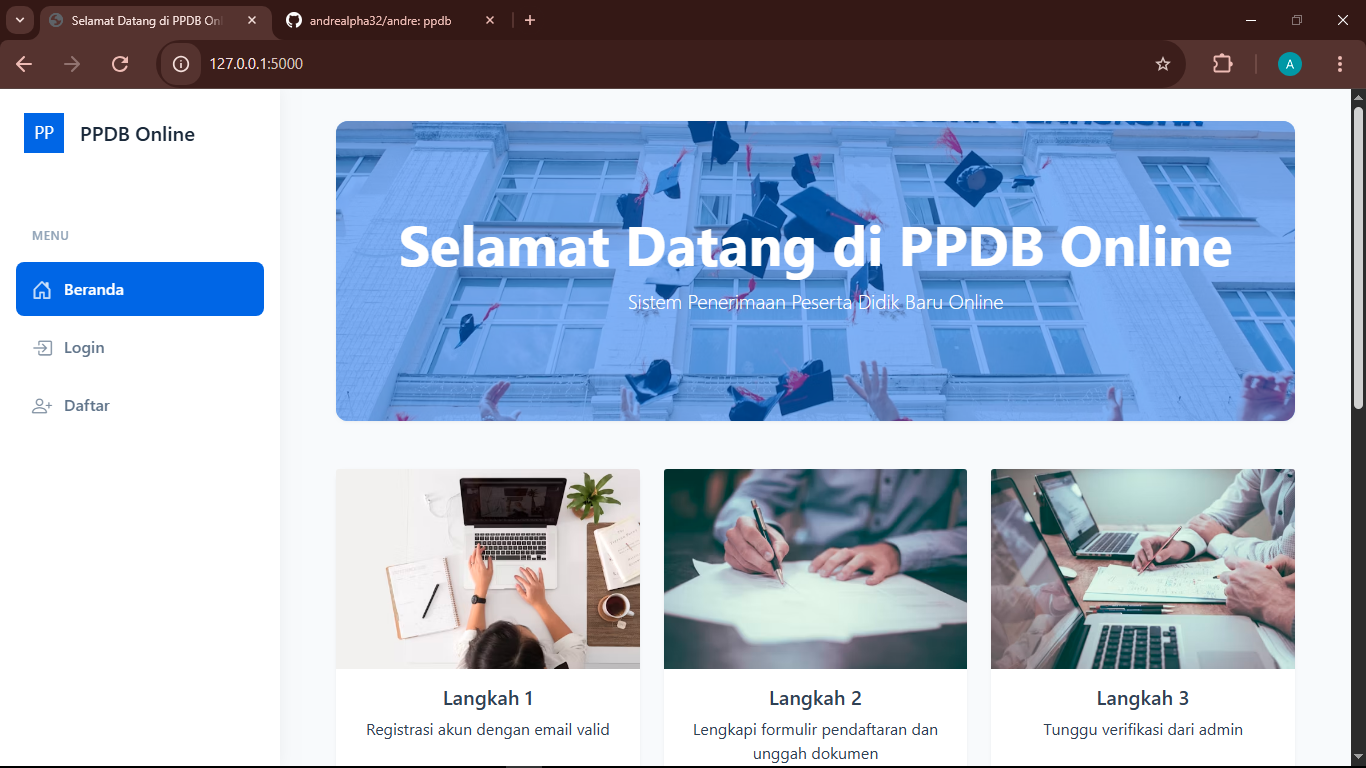 Selamat Datang di PPDB Onl
andrealpha32/andre: ppdb
127.0.0.1:5000
A
PP
PPDB Online
MENU
Beranda
Login
Daftar
Selamat Datang di PPDB Online
Sistem Penerimaan Peserta Didik Baru Online
Langkah 1
Registrasi akun dengan email valid
Langkah 2
Lengkapi formulir pendaftaran dan
unggah dokumen
Langkah 3
Tunggu verifikasi dari admin